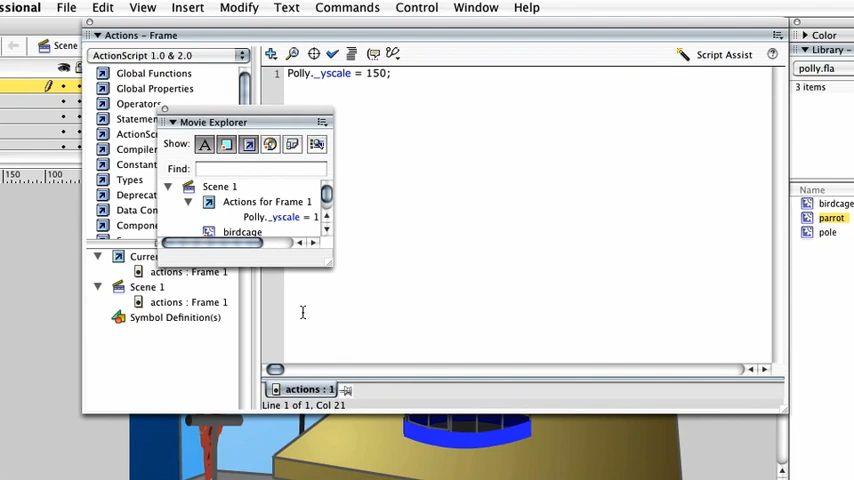 ssional File Edit View Insert Modify Text Commands Control Window Help
Actions - Frame
Color
Scene
ActionScript 1.0 & 2.0
Script Assist
Library -
polly.fla
3 items
Global Functions
Global Properties
Operators
Stateme
ActionSc
Compiler
Constant
Types
Deprecat
Data Con
Compone
1 Polly._yscale = 150;
Movie Explorer
Show:
Find:
Scene 1
Actions for Frame 1
Polly._yscale = 1
birdcage
150
100
50
Name
birdcage
parrot
pole
Curre
actions : Frame 1
Scene 1
actions : Frame 1
Symbol Definition(s)
actions : 1
Line 1 of 1, Col 21